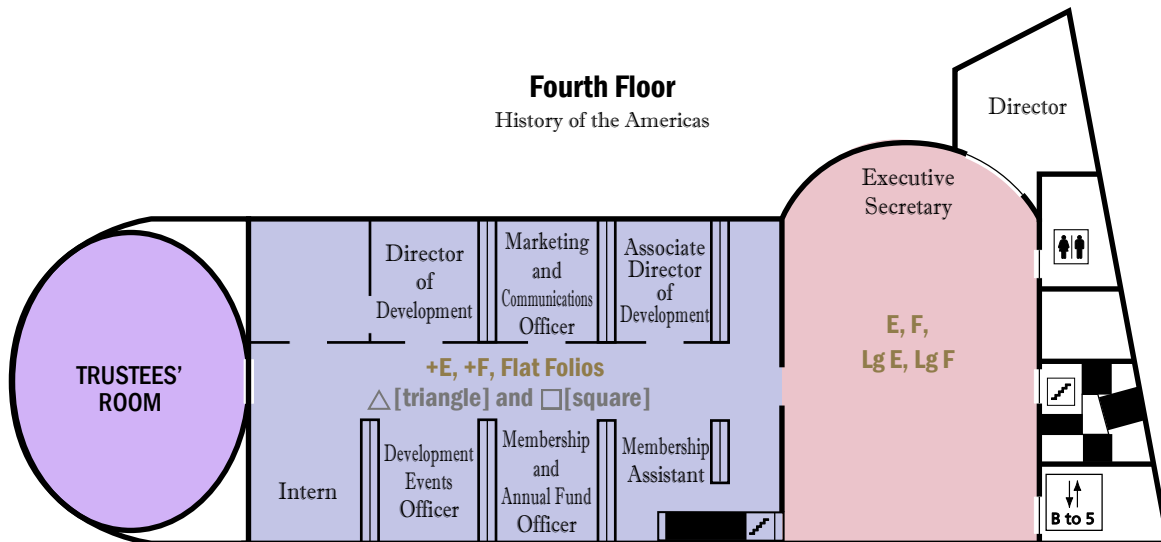 Fourth Floor
History of the Americas
Director
Executive
Secretary
Director
of
Development
Marketing
and
Communications
Officer
Associate
Director
of
Development
E, F,
Lg E, Lg F
+E, +F, Flat Folios
△[triangle] and □[square]
TRUSTEES’
ROOM
Intern
Development
Events
Officer
Membership
and
Annual Fund
Officer
Membership
Assistant
B to 5